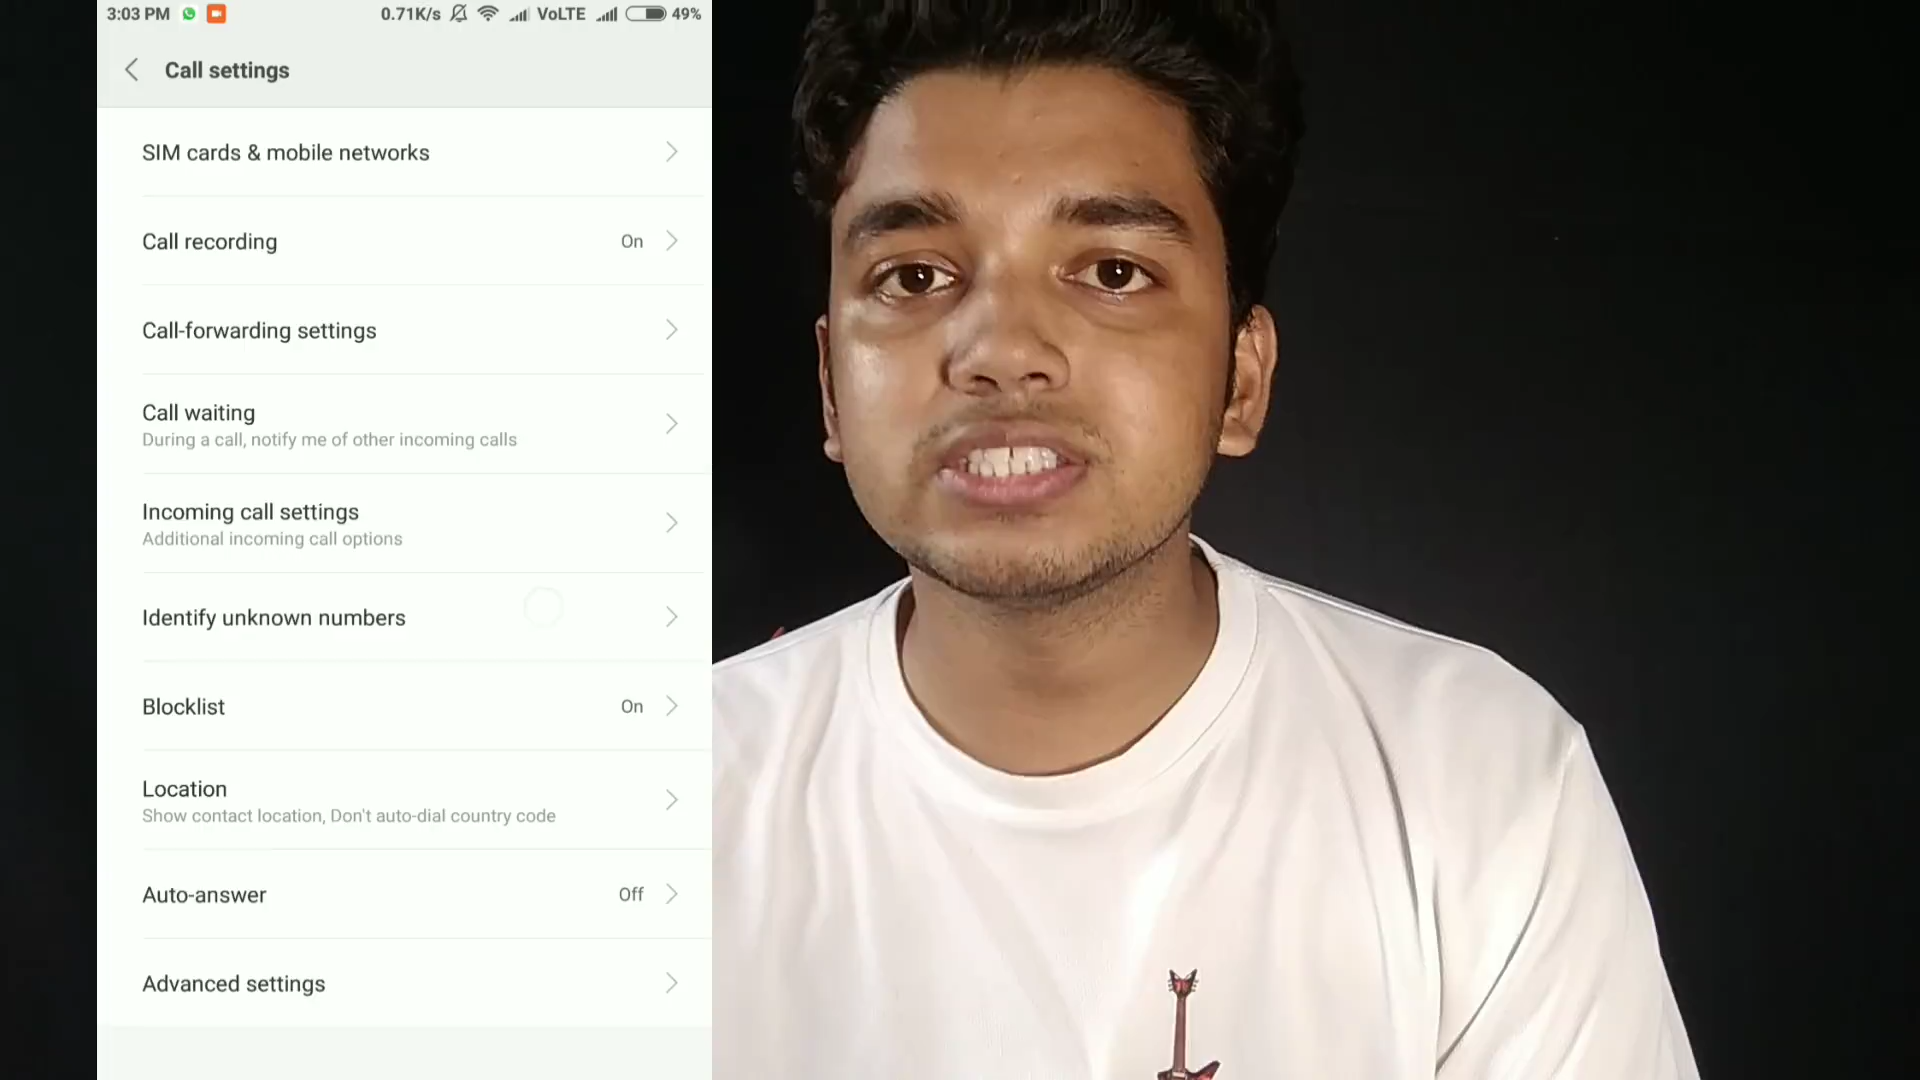 3:03 PM 0.71K/s VoLTE 49%
Call settings
SIM cards & mobile networks
Call recording On
Call-forwarding settings
Call waiting
During a call, notify me of other incoming calls
Incoming call settings
Additional incoming call options
Identify unknown numbers
Blocklist On
Location
Show contact location, Don't auto-dial country code
Auto-answer Off
Advanced settings